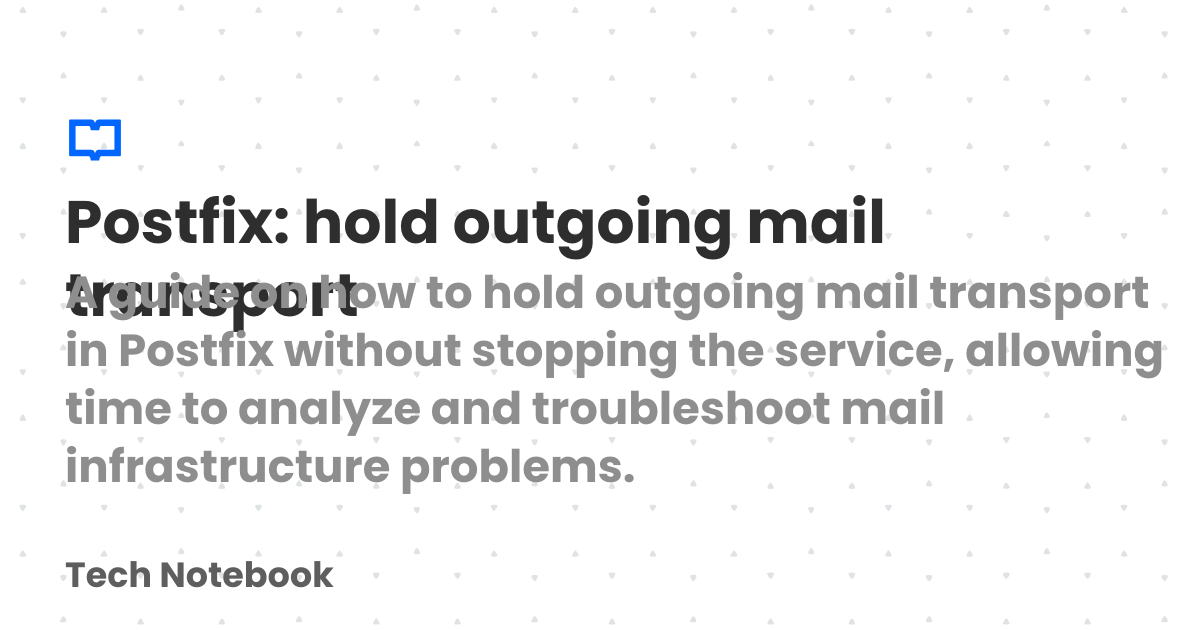 Postfix: hold outgoing mail
transport
A guide on how to hold outgoing mail transport
in Postfix without stopping the service, allowing
time to analyze and troubleshoot mail
infrastructure problems.
Tech Notebook